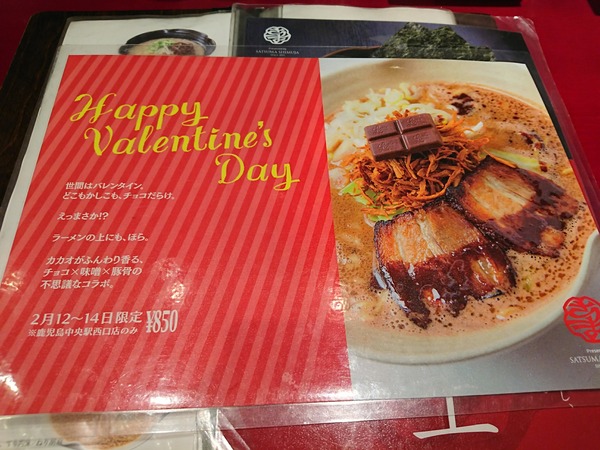 Happy
Valentine's
Day
世間はバレンタイン。
どこもかしこも、チョコだらけ。
えっまさか!?
ラーメンの上にも、ほら。
カカオがふんわり香る、
チョコ×味噌×豚骨の
不思議なコラボ。
2月12〜14日限定 ¥850
※鹿児島中央駅西口店のみ
SATSUMA